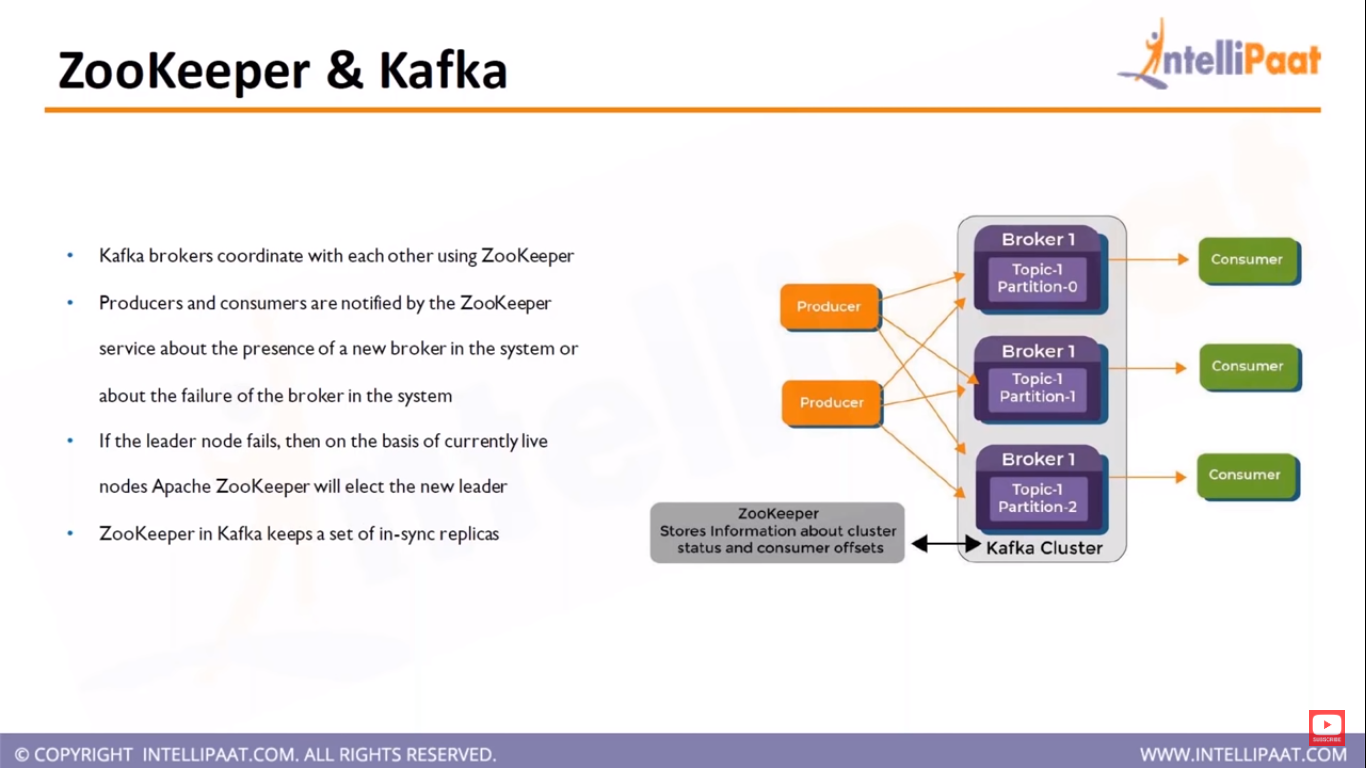 ZooKeeper & Kafka
IntelliPaat
• Kafka brokers coordinate with each other using ZooKeeper
• Producers and consumers are notified by the ZooKeeper
service about the presence of a new broker in the system or
about the failure of the broker in the system
• If the leader node fails, then on the basis of currently live
nodes Apache ZooKeeper will elect the new leader
• ZooKeeper in Kafka keeps a set of in-sync replicas
Producer
Producer
Broker 1
Topic-1
Partition-0
Broker 1
Topic-1
Partition-1
Broker 1
Topic-1
Partition-2
Kafka Cluster
Consumer
Consumer
Consumer
ZooKeeper
Stores Information about cluster
status and consumer offsets
SUBSCRIBE
© COPYRIGHT INTELLIPAAT.COM. ALL RIGHTS RESERVED.
WWW.INTELLIPAAT.COM